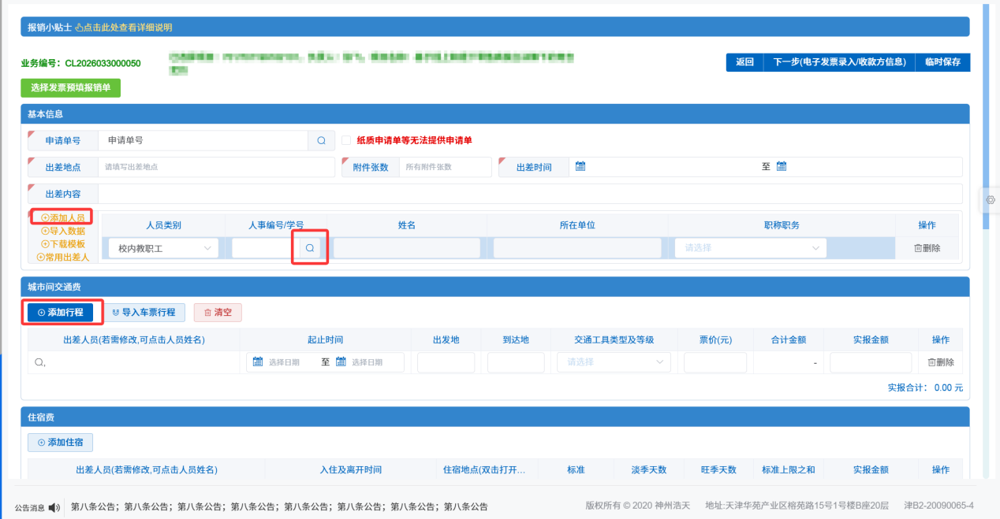 报销小贴士 点击此处查看详细说明
业务编号：CL2026033000050
返回 下一步(电子发票录入/收款方信息) 临时保存
选择发票预填报销单
基本信息
申请单号 申请单号 纸质申请单等无法提供申请单
出差地点 请填写出差地点 附件张数 所有附件张数 出差时间 至
出差内容
添加人员
导入数据
下载模板
常用出差人
人员类别 人事编号/学号 姓名 所在单位 职称职务 操作
校内教职工 请选择 删除
城市间交通费
添加行程 导入车票行程 清空
出差人员(若需修改,可点击人员姓名) 起止时间 出发地 到达地 交通工具类型及等级 票价(元) 合计金额 实报金额 操作
, 选择日期 至 选择日期 请选择 - 删除
实报合计： 0.00 元
住宿费
添加住宿
出差人员(若需修改,可点击人员姓名) 入住及离开时间 住宿地点(双击打开... 标准 淡季天数 旺季天数 标准上限之和 实报金额 操作
公告消息 第八条公告；第八条公告；第八条公告；第八条公告；第八条公告；第八条公告；第八条公告；第八条公告 版权所有 © 2020 神州浩天 地址:天津华苑产业区榕苑路15号1号楼B座20层 津B2-20090065-4